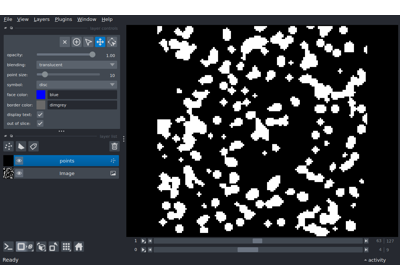 File View Layers Plugins Window Help
opacity: 1.00
blending: translucent
point size: 10
symbol: disc
face color: blue
border color: dimgrey
display text:
out of slice:
points
Image
Ready
activity